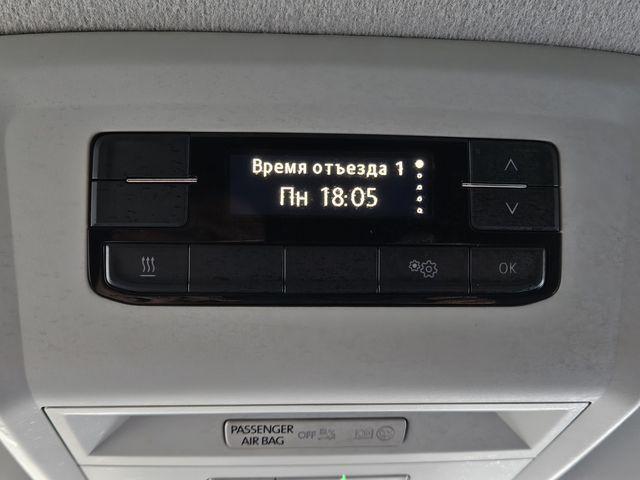 Время отъезда 1
Пн 18:05
OK
PASSENGER
AIR BAG
OFF